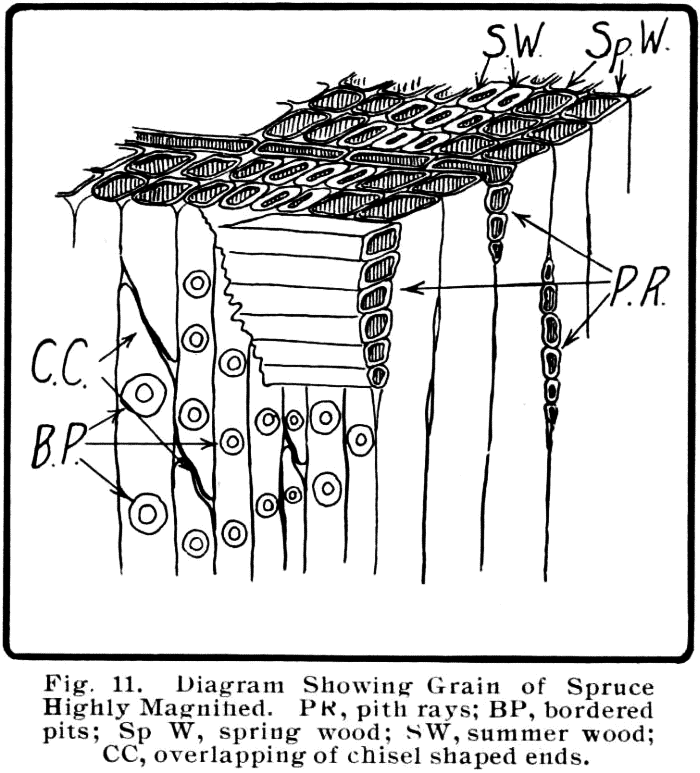 S.W. Sp.W.
P.R.
C.C.
B.P.
Fig. 11. Diagram Showing Grain of Spruce
Highly Magnified. PR, pith rays; BP, bordered
pits; Sp W, spring wood; SW, summer wood;
CC, overlapping of chisel shaped ends.